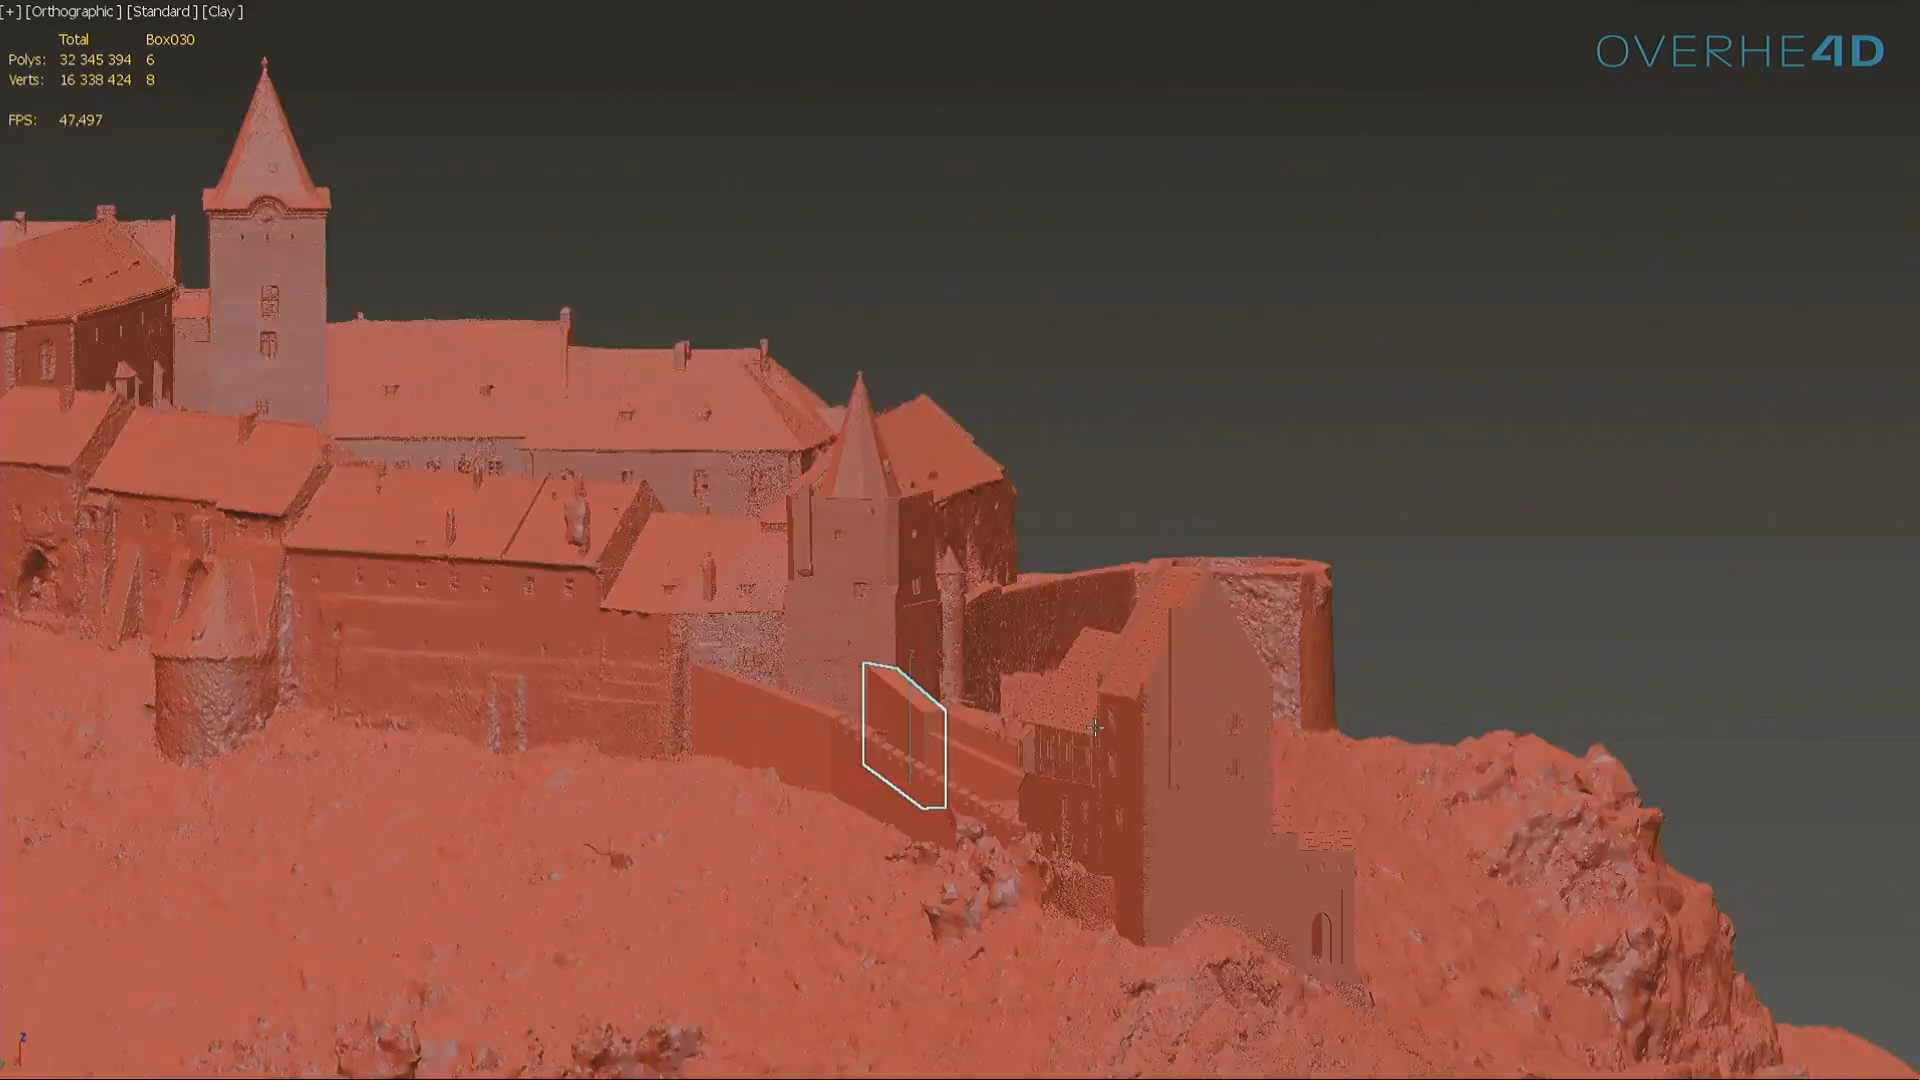 [+] [Orthographic ] [Standard ] [Clay ]
OVERHE4D
Total Box030
Polys: 32 345 394 6
Verts: 16 338 424 8
FPS: 47,497
z
z
y